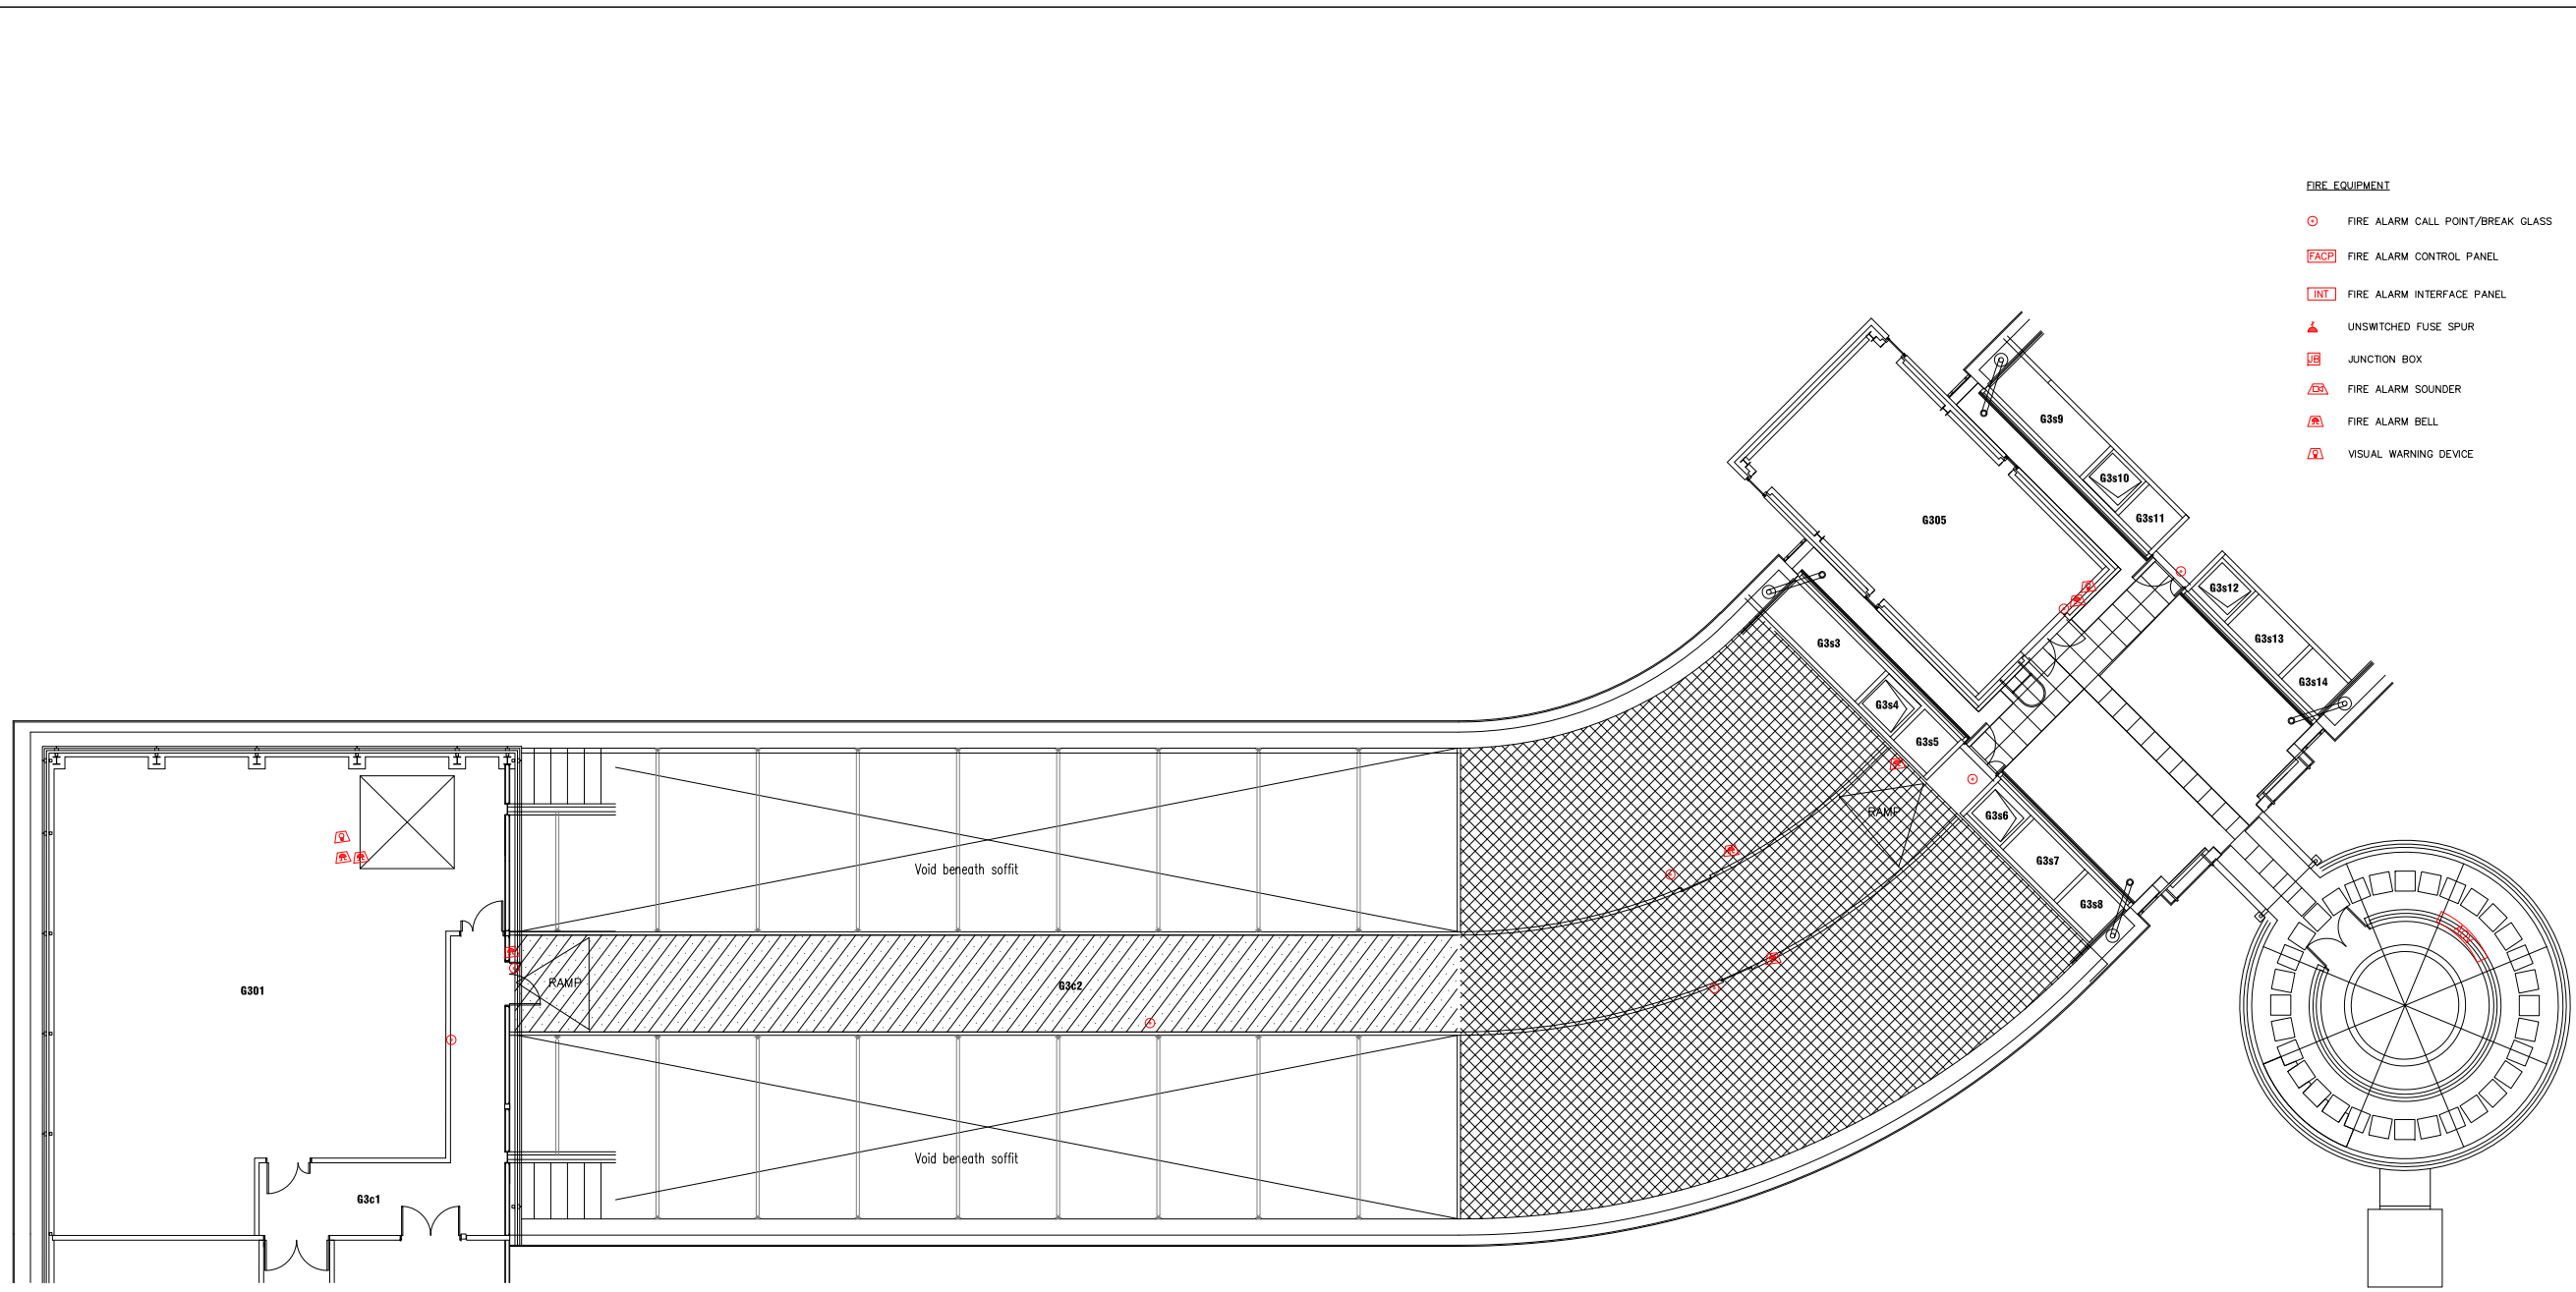 FIRE EQUIPMENT
FIRE ALARM CALL POINT/BREAK GLASS
FACP FIRE ALARM CONTROL PANEL
INT FIRE ALARM INTERFACE PANEL
UNSWITCHED FUSE SPUR
JB JUNCTION BOX
FIRE ALARM SOUNDER
FIRE ALARM BELL
VISUAL WARNING DEVICE
G3s9
G3s10
G3s11
G305
G3s12
G3s13
G3s14
G3s3
G3s4
G3s5
RAMP
G3s6
G3s7
G3s8
Void beneath soffit
G301
RAMP
G3c2
Void beneath soffit
G3c1